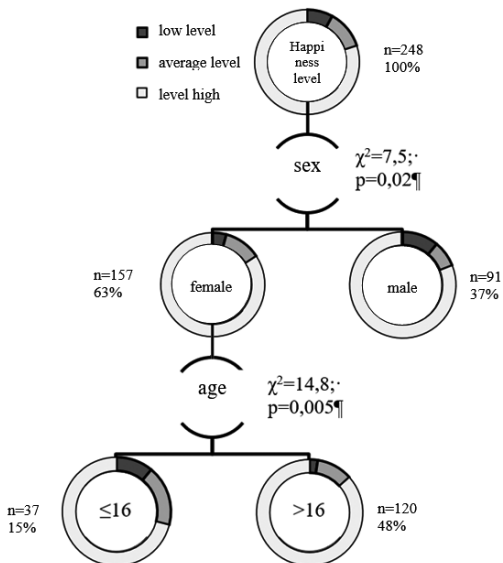 low level
average level
level high
Happi
ness
level
n=248
100%
sex
χ²=7,5;·
p=0,02¶
n=157
63%
female
male
n=91
37%
age
χ²=14,8;·
p=0,005¶
n=37
15%
≤16
>16
n=120
48%